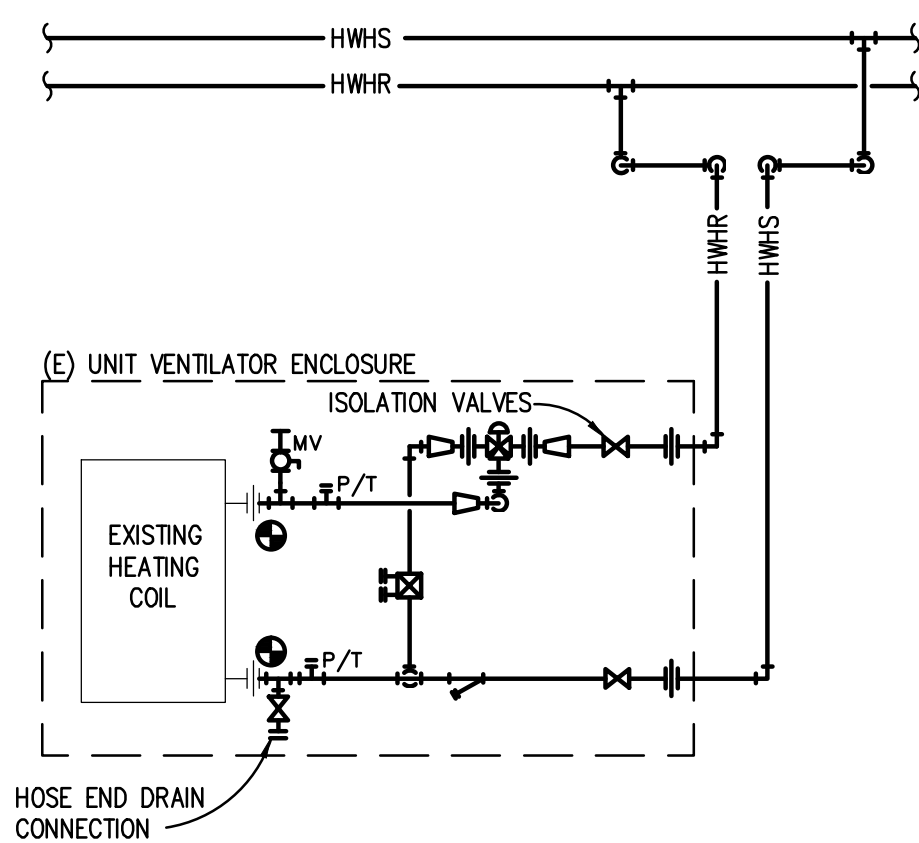 HWHS
HWHR
HWHR
HWHS
(E) UNIT VENTILATOR ENCLOSURE
ISOLATION VALVES
MV
P/T
EXISTING
HEATING
COIL
P/T
HOSE END DRAIN
CONNECTION